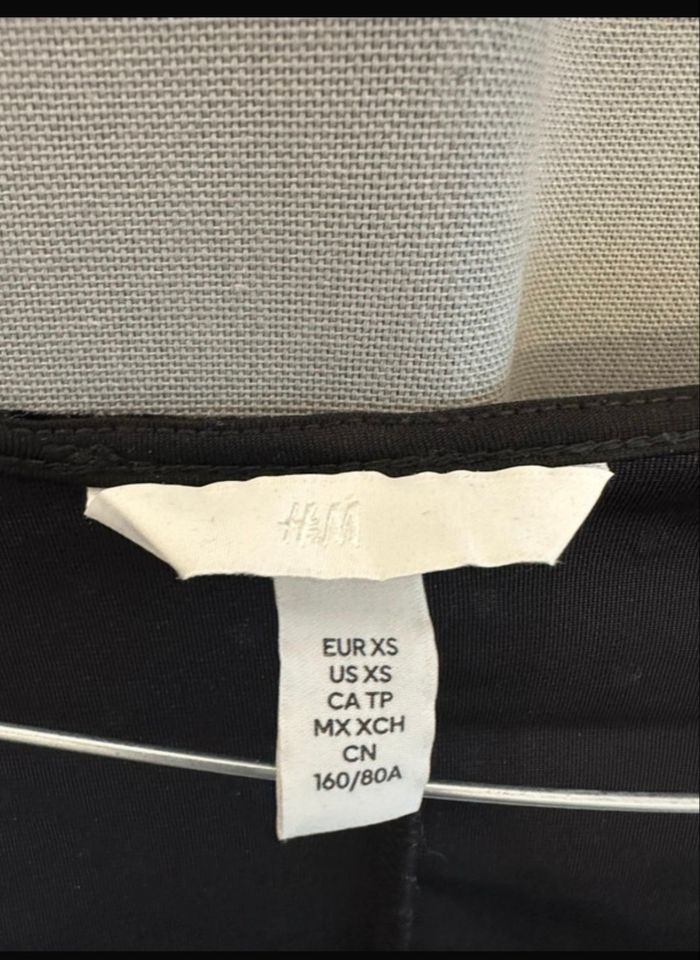 H&M
EUR XS
US XS
CA TP
MX XCH
CN
160/80A